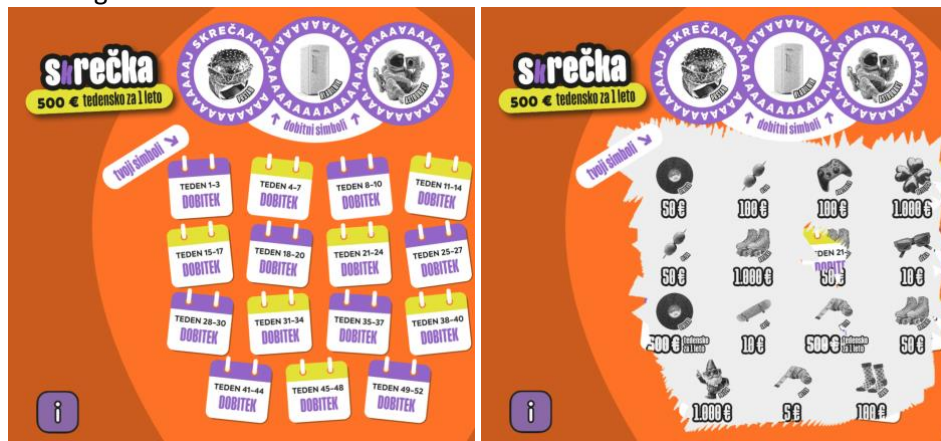 skrečka
500 € tedensko za 1 leto
SKREČAAAAJ
dobitni simboli
tvoji simboli
TEDEN 1-3
DOBITEK
TEDEN 4-7
DOBITEK
TEDEN 8-10
DOBITEK
TEDEN 11-14
DOBITEK
TEDEN 15-17
DOBITEK
TEDEN 18-20
DOBITEK
TEDEN 21-24
DOBITEK
TEDEN 25-27
DOBITEK
TEDEN 28-30
DOBITEK
TEDEN 31-34
DOBITEK
TEDEN 35-37
DOBITEK
TEDEN 38-40
DOBITEK
TEDEN 41-44
DOBITEK
TEDEN 45-48
DOBITEK
TEDEN 49-52
DOBITEK
i
skrečka
500 € tedensko za 1 leto
SKREČAAAAJ
dobitni simboli
tvoji simboli
50 €
100 €
100 €
1.000 €
50 €
1.000 €
50 €
10 €
500 € tedensko za 1 leto
10 €
500 € tedensko za 1 leto
50 €
1.000 €
5 €
100 €
i